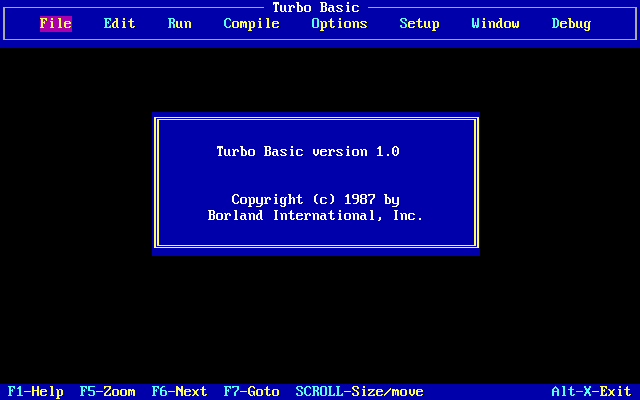 Turbo Basic
File Edit Run Compile Options Setup Window Debug
Turbo Basic version 1.0
Copyright (c) 1987 by
Borland International, Inc.
F1-Help F5-Zoom F6-Next F7-Goto SCROLL-Size/move Alt-X-Exit